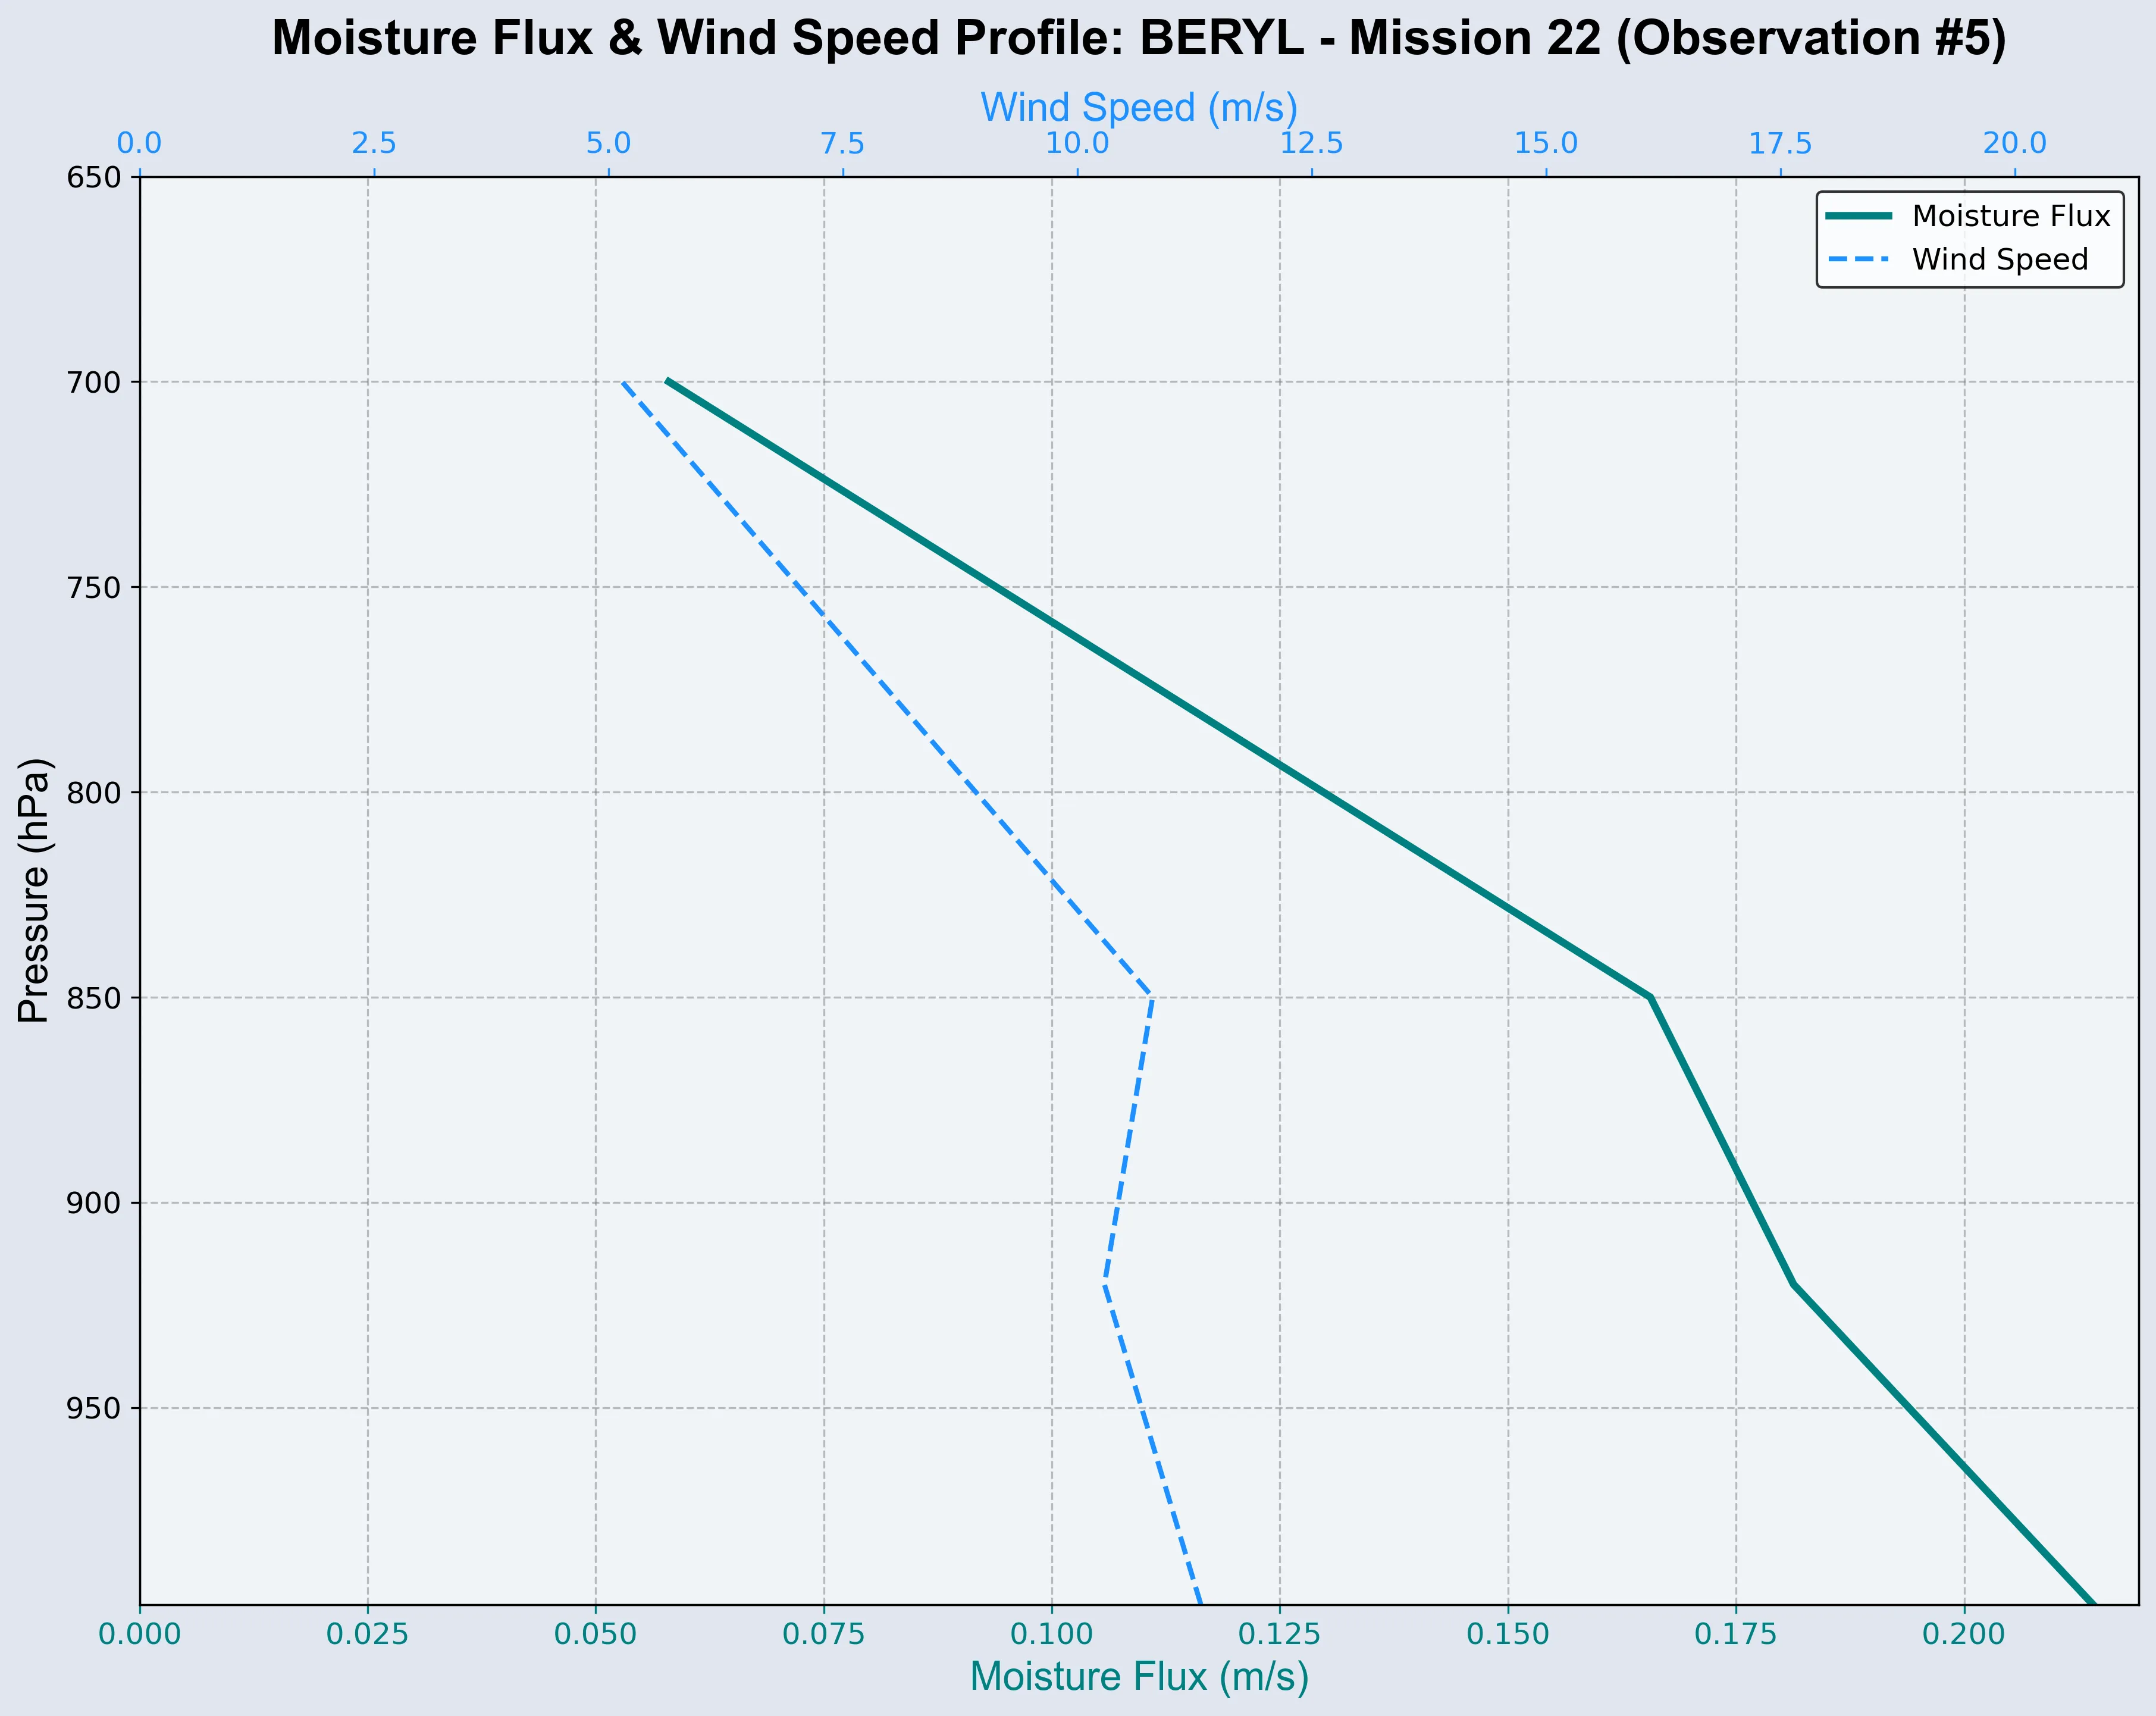 Moisture Flux & Wind Speed Profile: BERYL - Mission 22 (Observation #5)
Wind Speed (m/s)
0.0 2.5 5.0 7.5 10.0 12.5 15.0 17.5 20.0
Moisture Flux
Wind Speed
Pressure (hPa)
650
700
750
800
850
900
950
0.000 0.025 0.050 0.075 0.100 0.125 0.150 0.175 0.200
Moisture Flux (m/s)